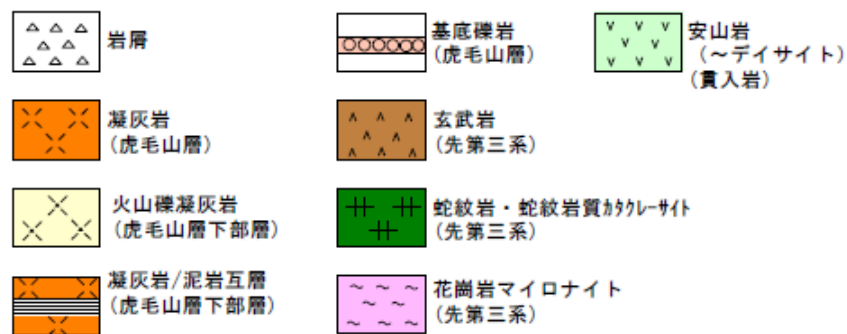 岩屑
凝灰岩
(虎毛山層)
火山礫凝灰岩
(虎毛山層下部層)
凝灰岩/泥岩互層
(虎毛山層下部層)
基底礫岩
(虎毛山層)
玄武岩
(先第三系)
蛇紋岩・蛇紋岩質ｶﾀｸﾚｰｻｲﾄ
(先第三系)
花崗岩マイロナイト
(先第三系)
安山岩
(～デイサイト)
(貫入岩)